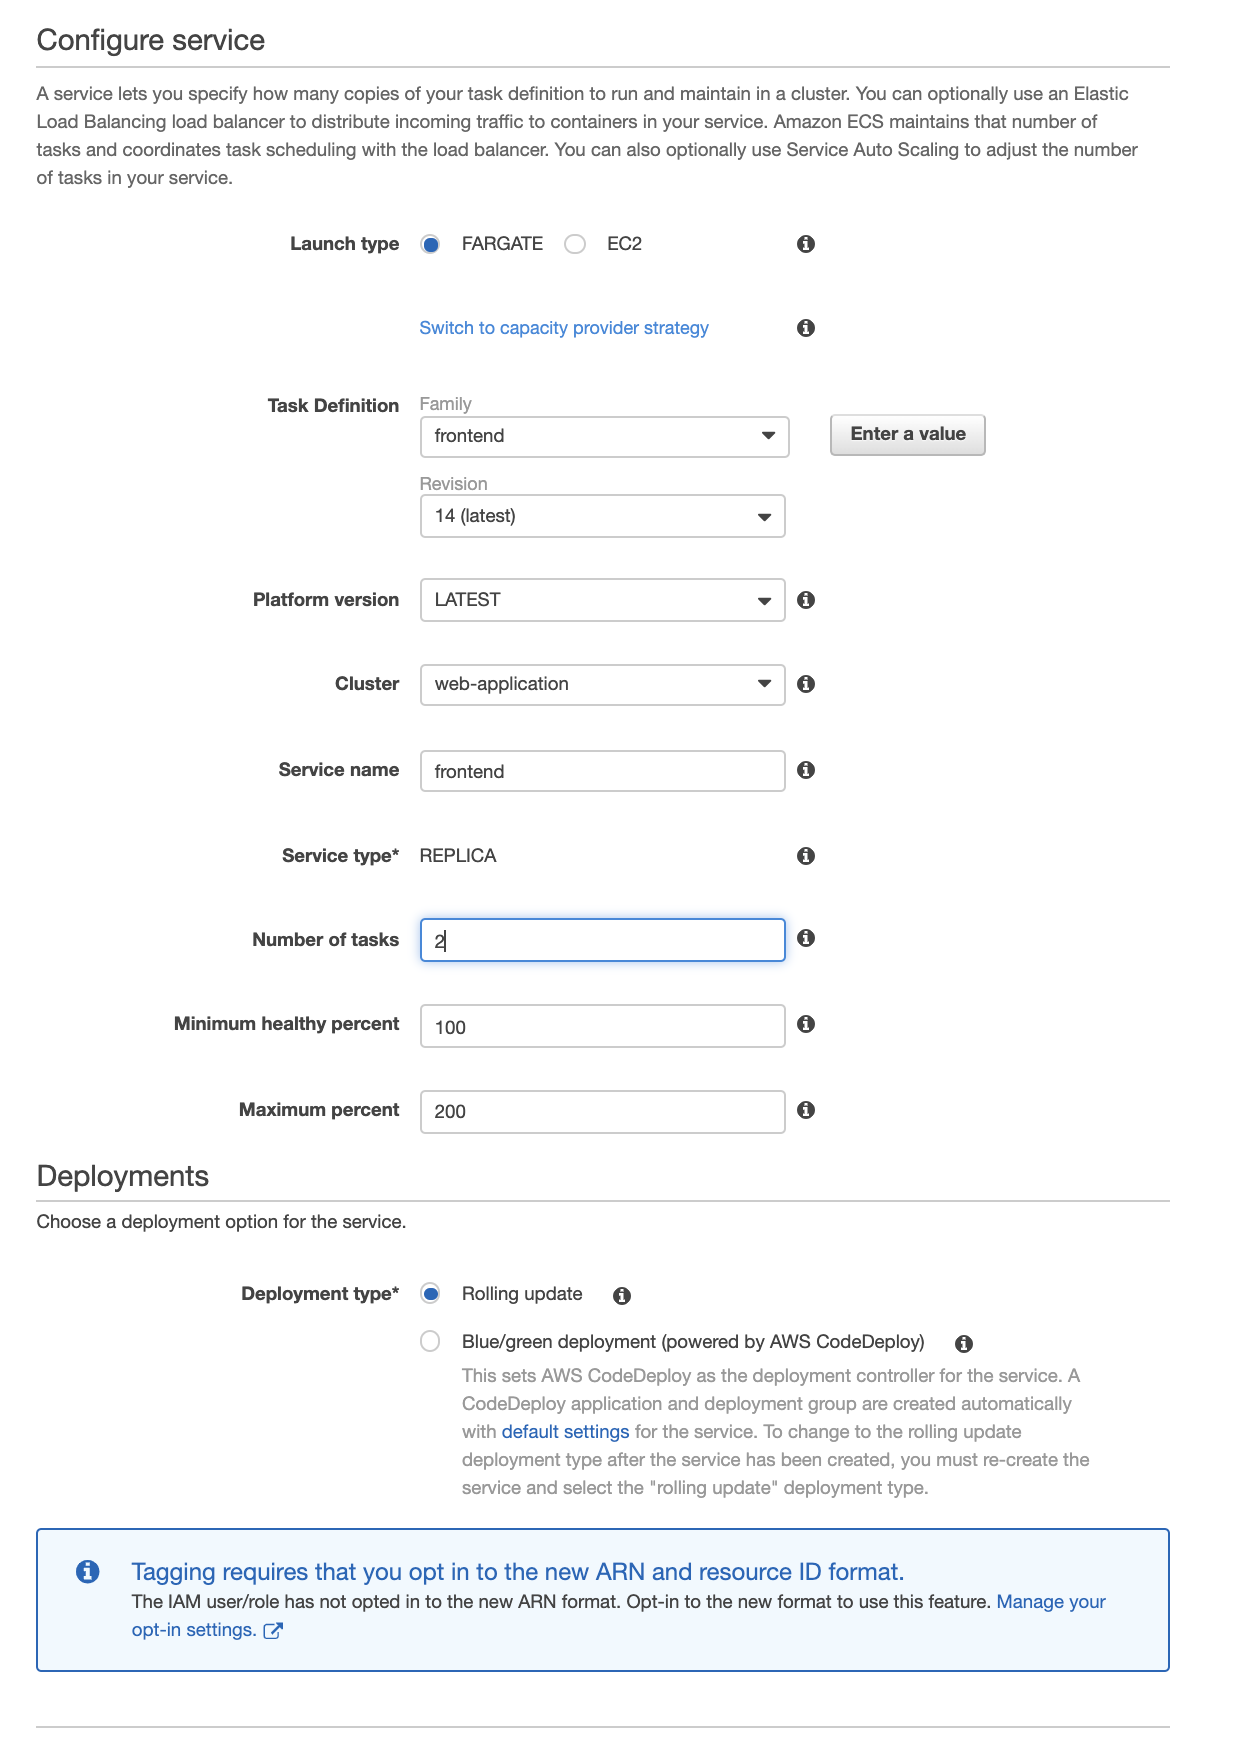 Configure service
A service lets you specify how many copies of your task definition to run and maintain in a cluster. You can optionally use an Elastic
Load Balancing load balancer to distribute incoming traffic to containers in your service. Amazon ECS maintains that number of
tasks and coordinates task scheduling with the load balancer. You can also optionally use Service Auto Scaling to adjust the number
of tasks in your service.
Launch type FARGATE EC2
Switch to capacity provider strategy
Task Definition Family
frontend Enter a value
Revision
14 (latest)
Platform version LATEST
Cluster web-application
Service name frontend
Service type* REPLICA
Number of tasks 2
Minimum healthy percent 100
Maximum percent 200
Deployments
Choose a deployment option for the service.
Deployment type* Rolling update
Blue/green deployment (powered by AWS CodeDeploy)
This sets AWS CodeDeploy as the deployment controller for the service. A
CodeDeploy application and deployment group are created automatically
with default settings for the service. To change to the rolling update
deployment type after the service has been created, you must re-create the
service and select the "rolling update" deployment type.
Tagging requires that you opt in to the new ARN and resource ID format.
The IAM user/role has not opted in to the new ARN format. Opt-in to the new format to use this feature. Manage your
opt-in settings.